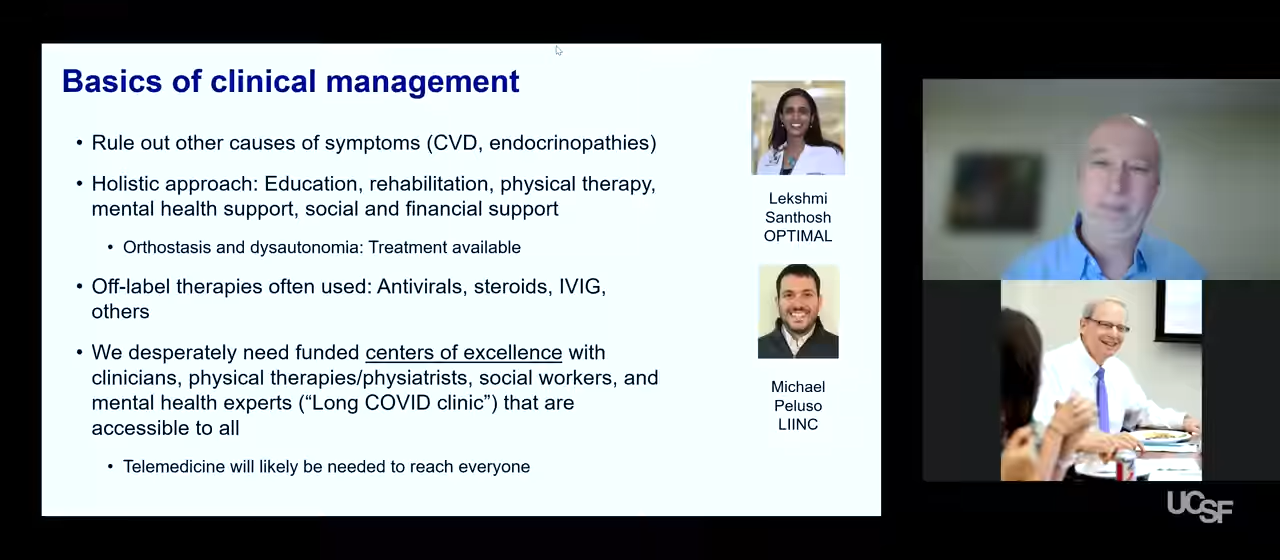 Basics of clinical management
• Rule out other causes of symptoms (CVD, endocrinopathies)
• Holistic approach: Education, rehabilitation, physical therapy,
mental health support, social and financial support
• Orthostasis and dysautonomia: Treatment available
• Off-label therapies often used: Antivirals, steroids, IVIG,
others
• We desperately need funded centers of excellence with
clinicians, physical therapies/physiatrists, social workers, and
mental health experts (“Long COVID clinic”) that are
accessible to all
• Telemedicine will likely be needed to reach everyone
Lekshmi
Santhosh
OPTIMAL
Michael
Peluso
LIINC
UCSF